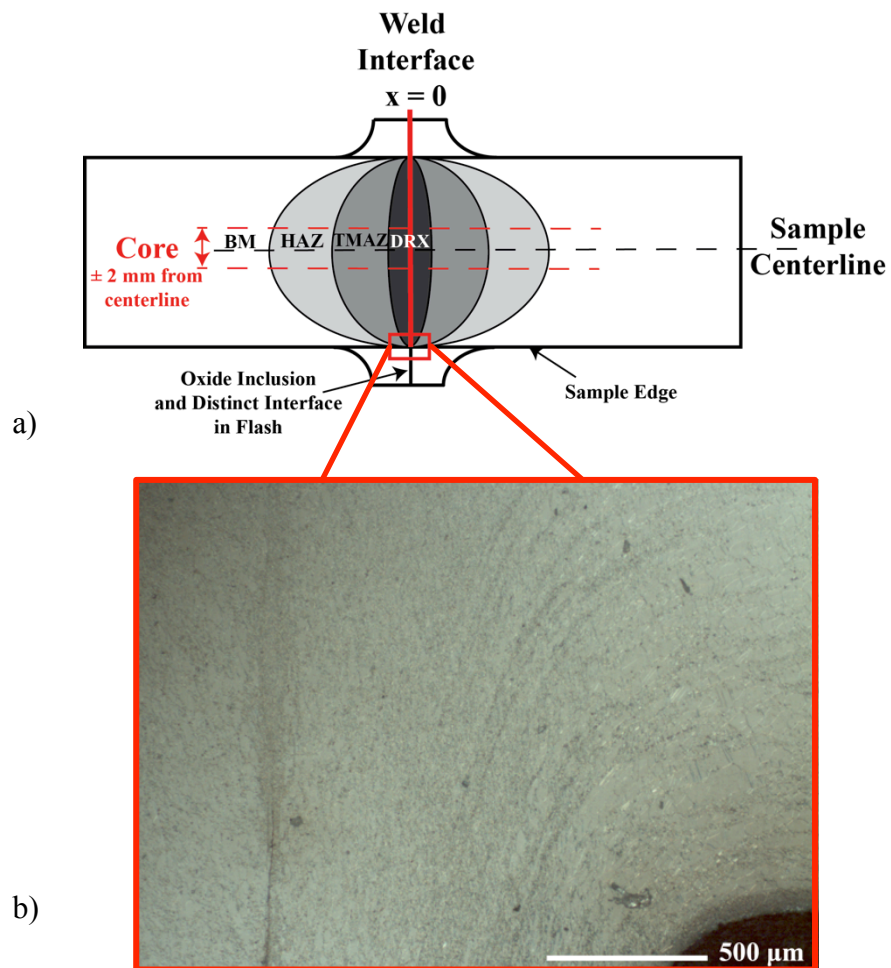 Weld
Interface
x = 0
Core
± 2 mm from
centerline
BM
HAZ
TMAZ
DRX
Sample
Centerline
Oxide Inclusion
and Distinct Interface
in Flash
Sample Edge
a)
b)
500 µm